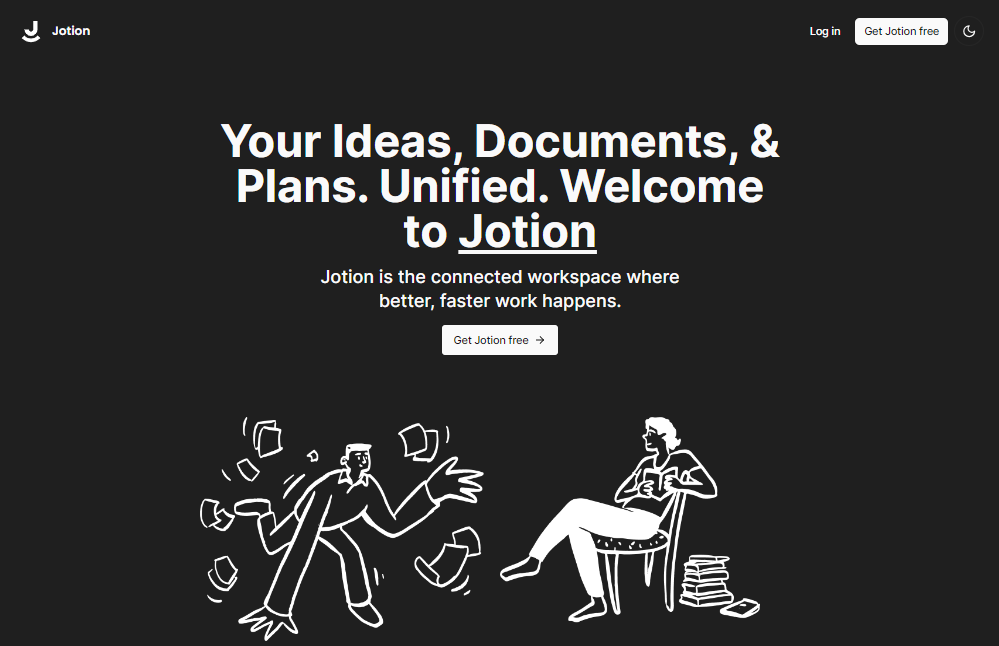 Jotion
Log in
Get Jotion free
Your Ideas, Documents, &
Plans. Unified. Welcome
to Jotion
Jotion is the connected workspace where
better, faster work happens.
Get Jotion free